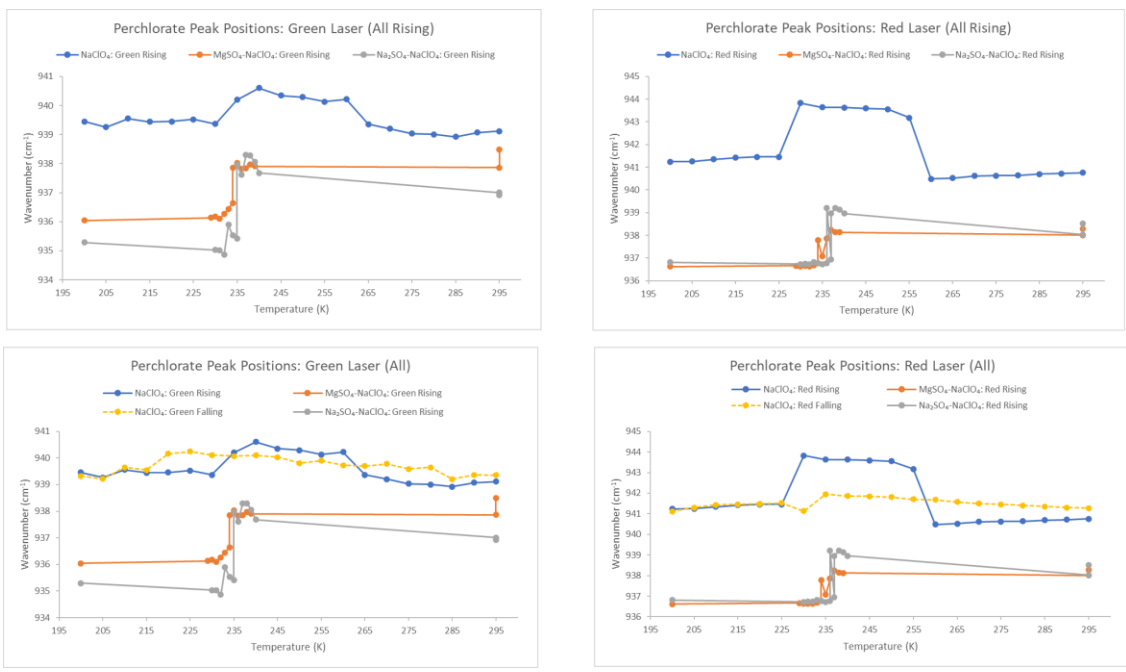 Perchlorate Peak Positions: Green Laser (All Rising)
NaClO₄: Green Rising MgSO₄-NaClO₄: Green Rising Na₂SO₄-NaClO₄: Green Rising
941
940
939
938
937
936
935
934
Wavenumber (cm⁻¹)
195 205 215 225 235 245 255 265 275 285 295
Temperature (K)
Perchlorate Peak Positions: Red Laser (All Rising)
NaClO₄: Red Rising MgSO₄-NaClO₄: Red Rising Na₂SO₄-NaClO₄: Red Rising
945
944
943
942
941
940
939
938
937
936
Wavenumber (cm⁻¹)
195 205 215 225 235 245 255 265 275 285 295
Temperature (K)
Perchlorate Peak Positions: Green Laser (All)
NaClO₄: Green Rising MgSO₄-NaClO₄: Green Rising
NaClO₄: Green Falling Na₂SO₄-NaClO₄: Green Rising
941
940
939
938
937
936
935
934
Wavenumber (cm⁻¹)
195 205 215 225 235 245 255 265 275 285 295
Temperature (K)
Perchlorate Peak Positions: Red Laser (All)
NaClO₄: Red Rising MgSO₄-NaClO₄: Red Rising
NaClO₄: Red Falling Na₂SO₄-NaClO₄: Red Rising
945
944
943
942
941
940
939
938
937
936
Wavenumber (cm⁻¹)
195 205 215 225 235 245 255 265 275 285 295
Temperature (K)